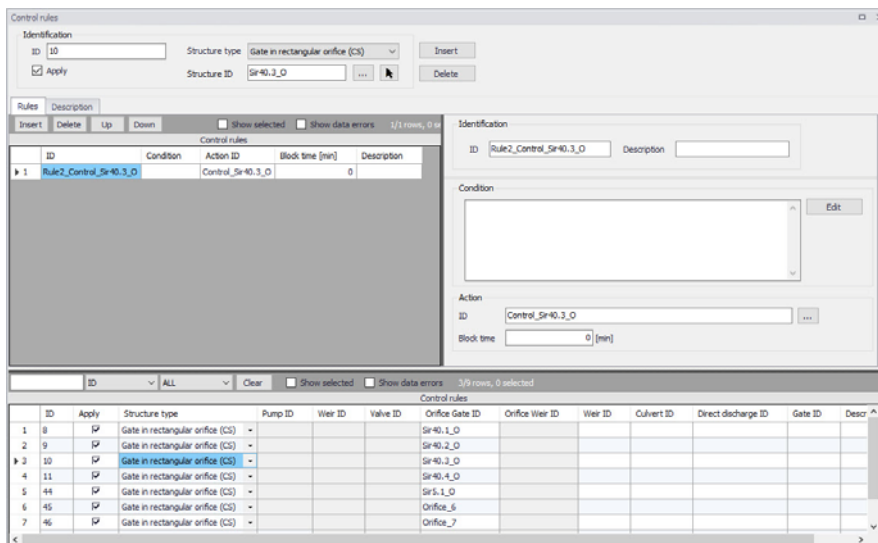 Control rules
Identification
ID 10 Structure type Gate in rectangular orifice (CS) Insert
Apply Structure ID Sir40.3_O ... Delete
Rules Description
Insert Delete Up Down Show selected Show data errors 1/1 rows, 0 se
Control rules
ID Condition Action ID Block time [min] Description
1 Rule2_Control_Sir40.3_O Control_Sir40.3_O 0
Identification
ID Rule2_Control_Sir40.3_O Description
Condition
Edit
Action
ID Control_Sir40.3_O ...
Block time 0 [min]
ID ALL Clear Show selected Show data errors 3/9 rows, 0 selected
Control rules
ID Apply Structure type Pump ID Weir ID Valve ID Orifice Gate ID Orifice Weir ID Weir ID Culvert ID Direct discharge ID Gate ID Descr
1 8 Gate in rectangular orifice (CS) Sir40.1_O
2 9 Gate in rectangular orifice (CS) Sir40.2_O
3 10 Gate in rectangular orifice (CS) Sir40.3_O
4 11 Gate in rectangular orifice (CS) Sir40.4_O
5 44 Gate in rectangular orifice (CS) Sir5.1_O
6 45 Gate in rectangular orifice (CS) Orifice_6
7 46 Gate in rectangular orifice (CS) Orifice_7